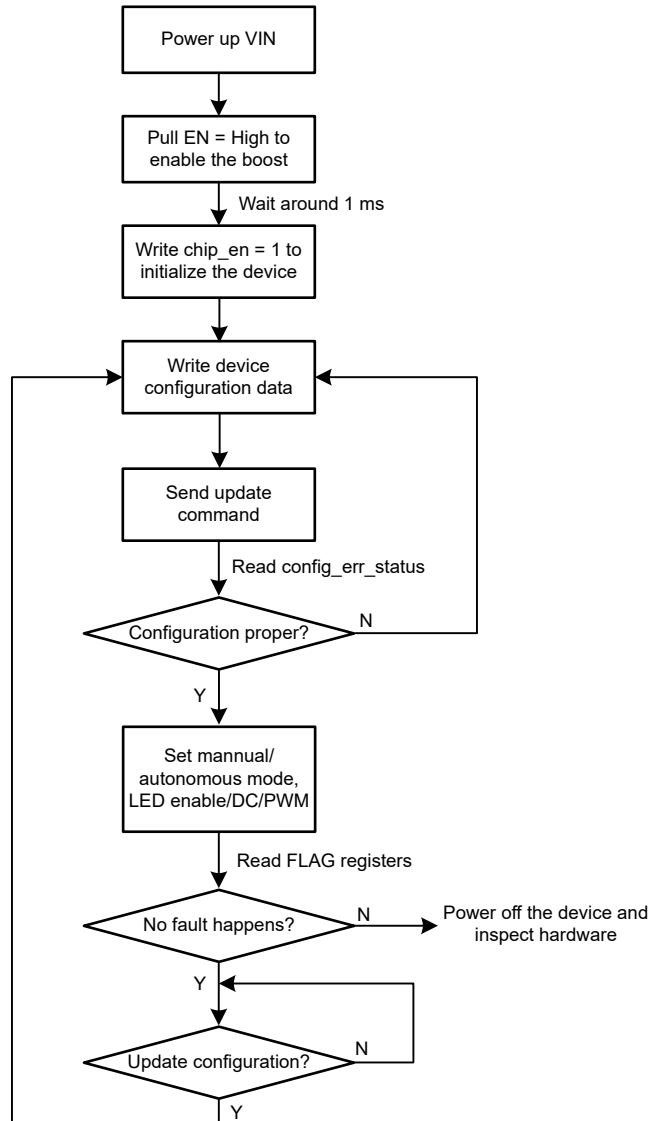 Power up VIN
Pull EN = High to
enable the boost
Wait around 1 ms
Write chip_en = 1 to
initialize the device
Write device
configuration data
Send update
command
Read config_err_status
Configuration proper?
N
Y
Set mannual/
autonomous mode,
LED enable/DC/PWM
Read FLAG registers
No fault happens?
N
Power off the device and
inspect hardware
Y
Update configuration?
N
Y